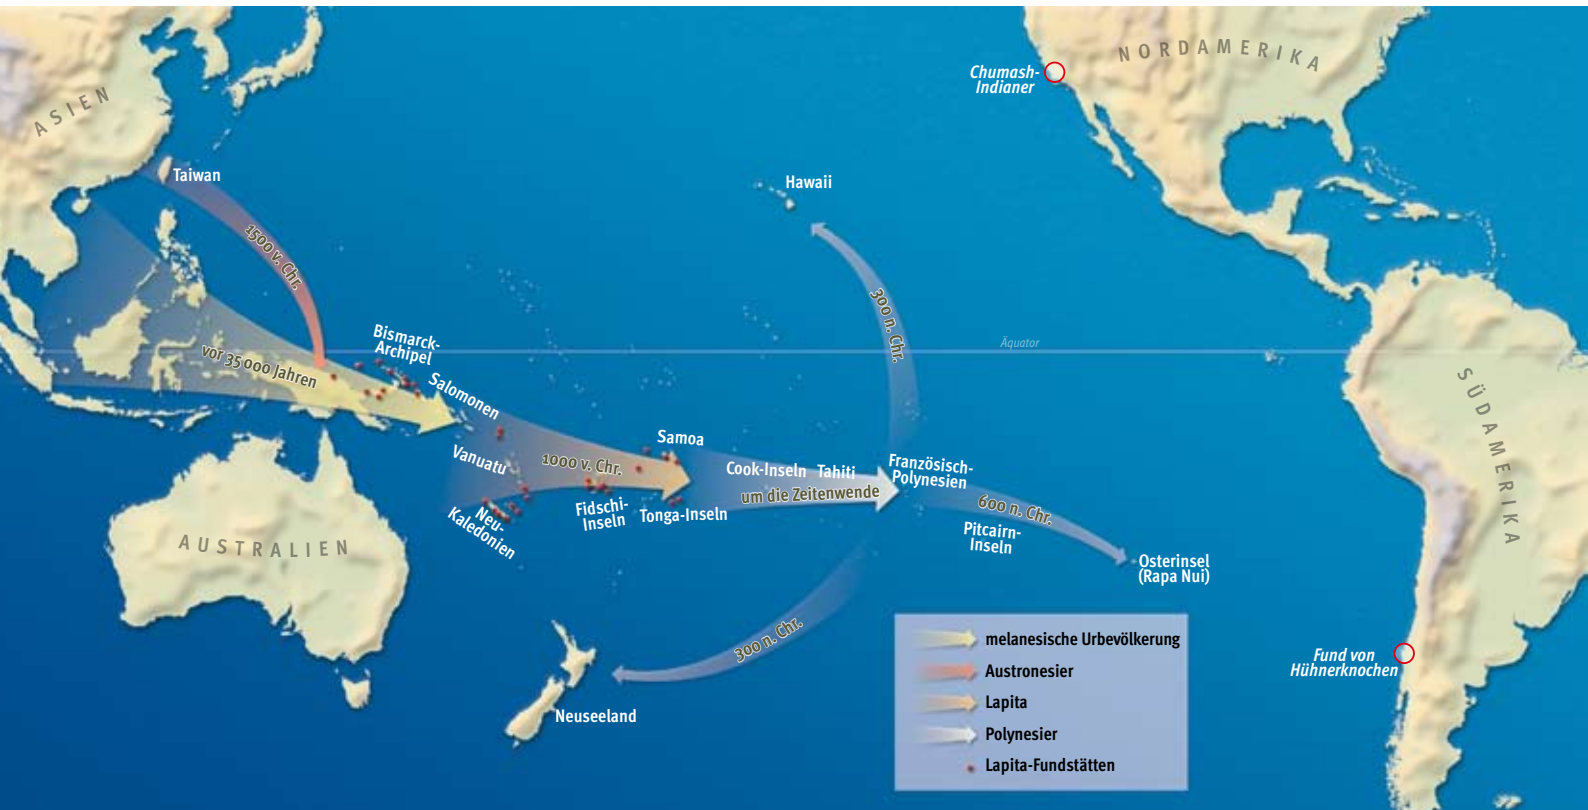 NORDAMERIKA
Chumash-
Indianer
ASIEN
Taiwan
Hawaii
1500 v. Chr.
300 n. Chr.
Bismarck-
Archipel
Äquator
vor 35 000 Jahren
Salomonen
SÜDAMERIKA
Samoa
Vanuatu
1000 v. Chr.
Cook-Inseln
Tahiti
Französisch-
Polynesien
um die Zeitenwende
Fidschi-
Inseln
Tonga-Inseln
600 n. Chr.
Neu-
Kaledonien
Pitcairn-
Inseln
AUSTRALIEN
Osterinsel
(Rapa Nui)
300 n. Chr.
melanesische Urbevölkerung
Austronesier
Lapita
Polynesier
Lapita-Fundstätten
Fund von
Hühnerknochen
Neuseeland